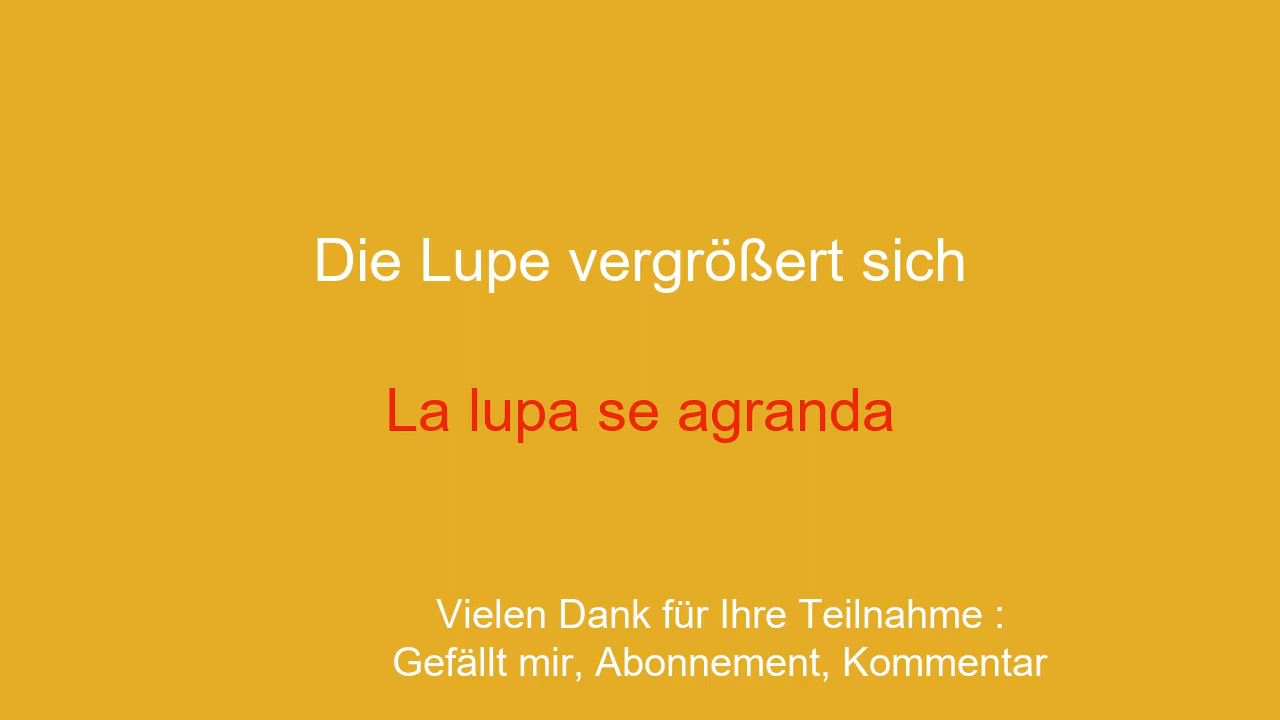 Die Lupe vergrößert sich
La lupa se agranda
Vielen Dank für Ihre Teilnahme :
Gefällt mir, Abonnement, Kommentar